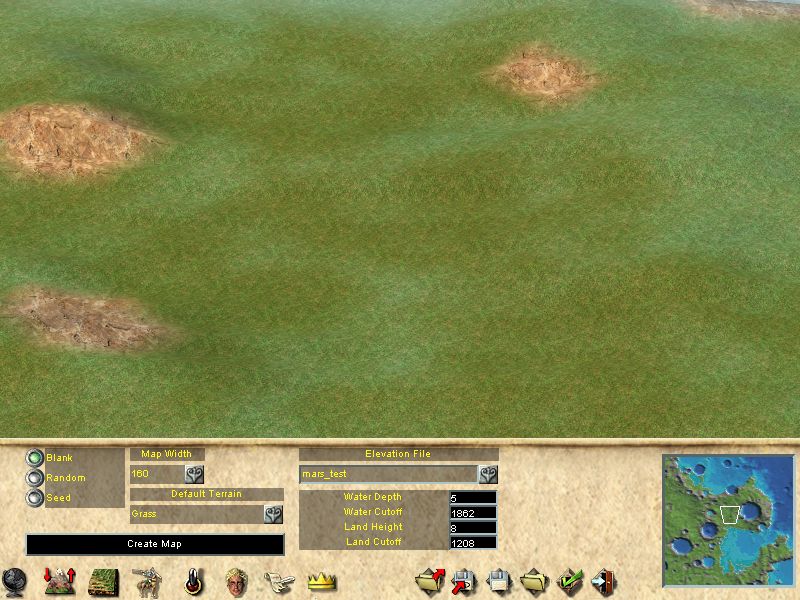 Blank
Random
Seed
Map Width
160
Default Terrain
Grass
Create Map
Elevation File
mars_test
Water Depth 5
Water Cutoff 1862
Land Height 8
Land Cutoff 1208